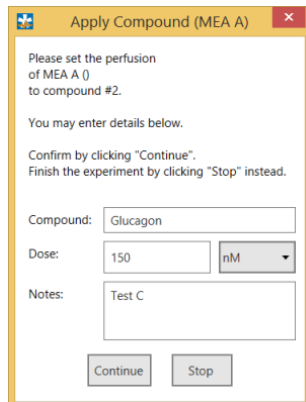 Apply Compound (MEA A)
Please set the perfusion
of MEA A ()
to compound #2.
You may enter details below.
Confirm by clicking "Continue".
Finish the experiment by clicking "Stop" instead.
Compound: Glucagon
Dose: 150 nM
Notes: Test C
Continue Stop